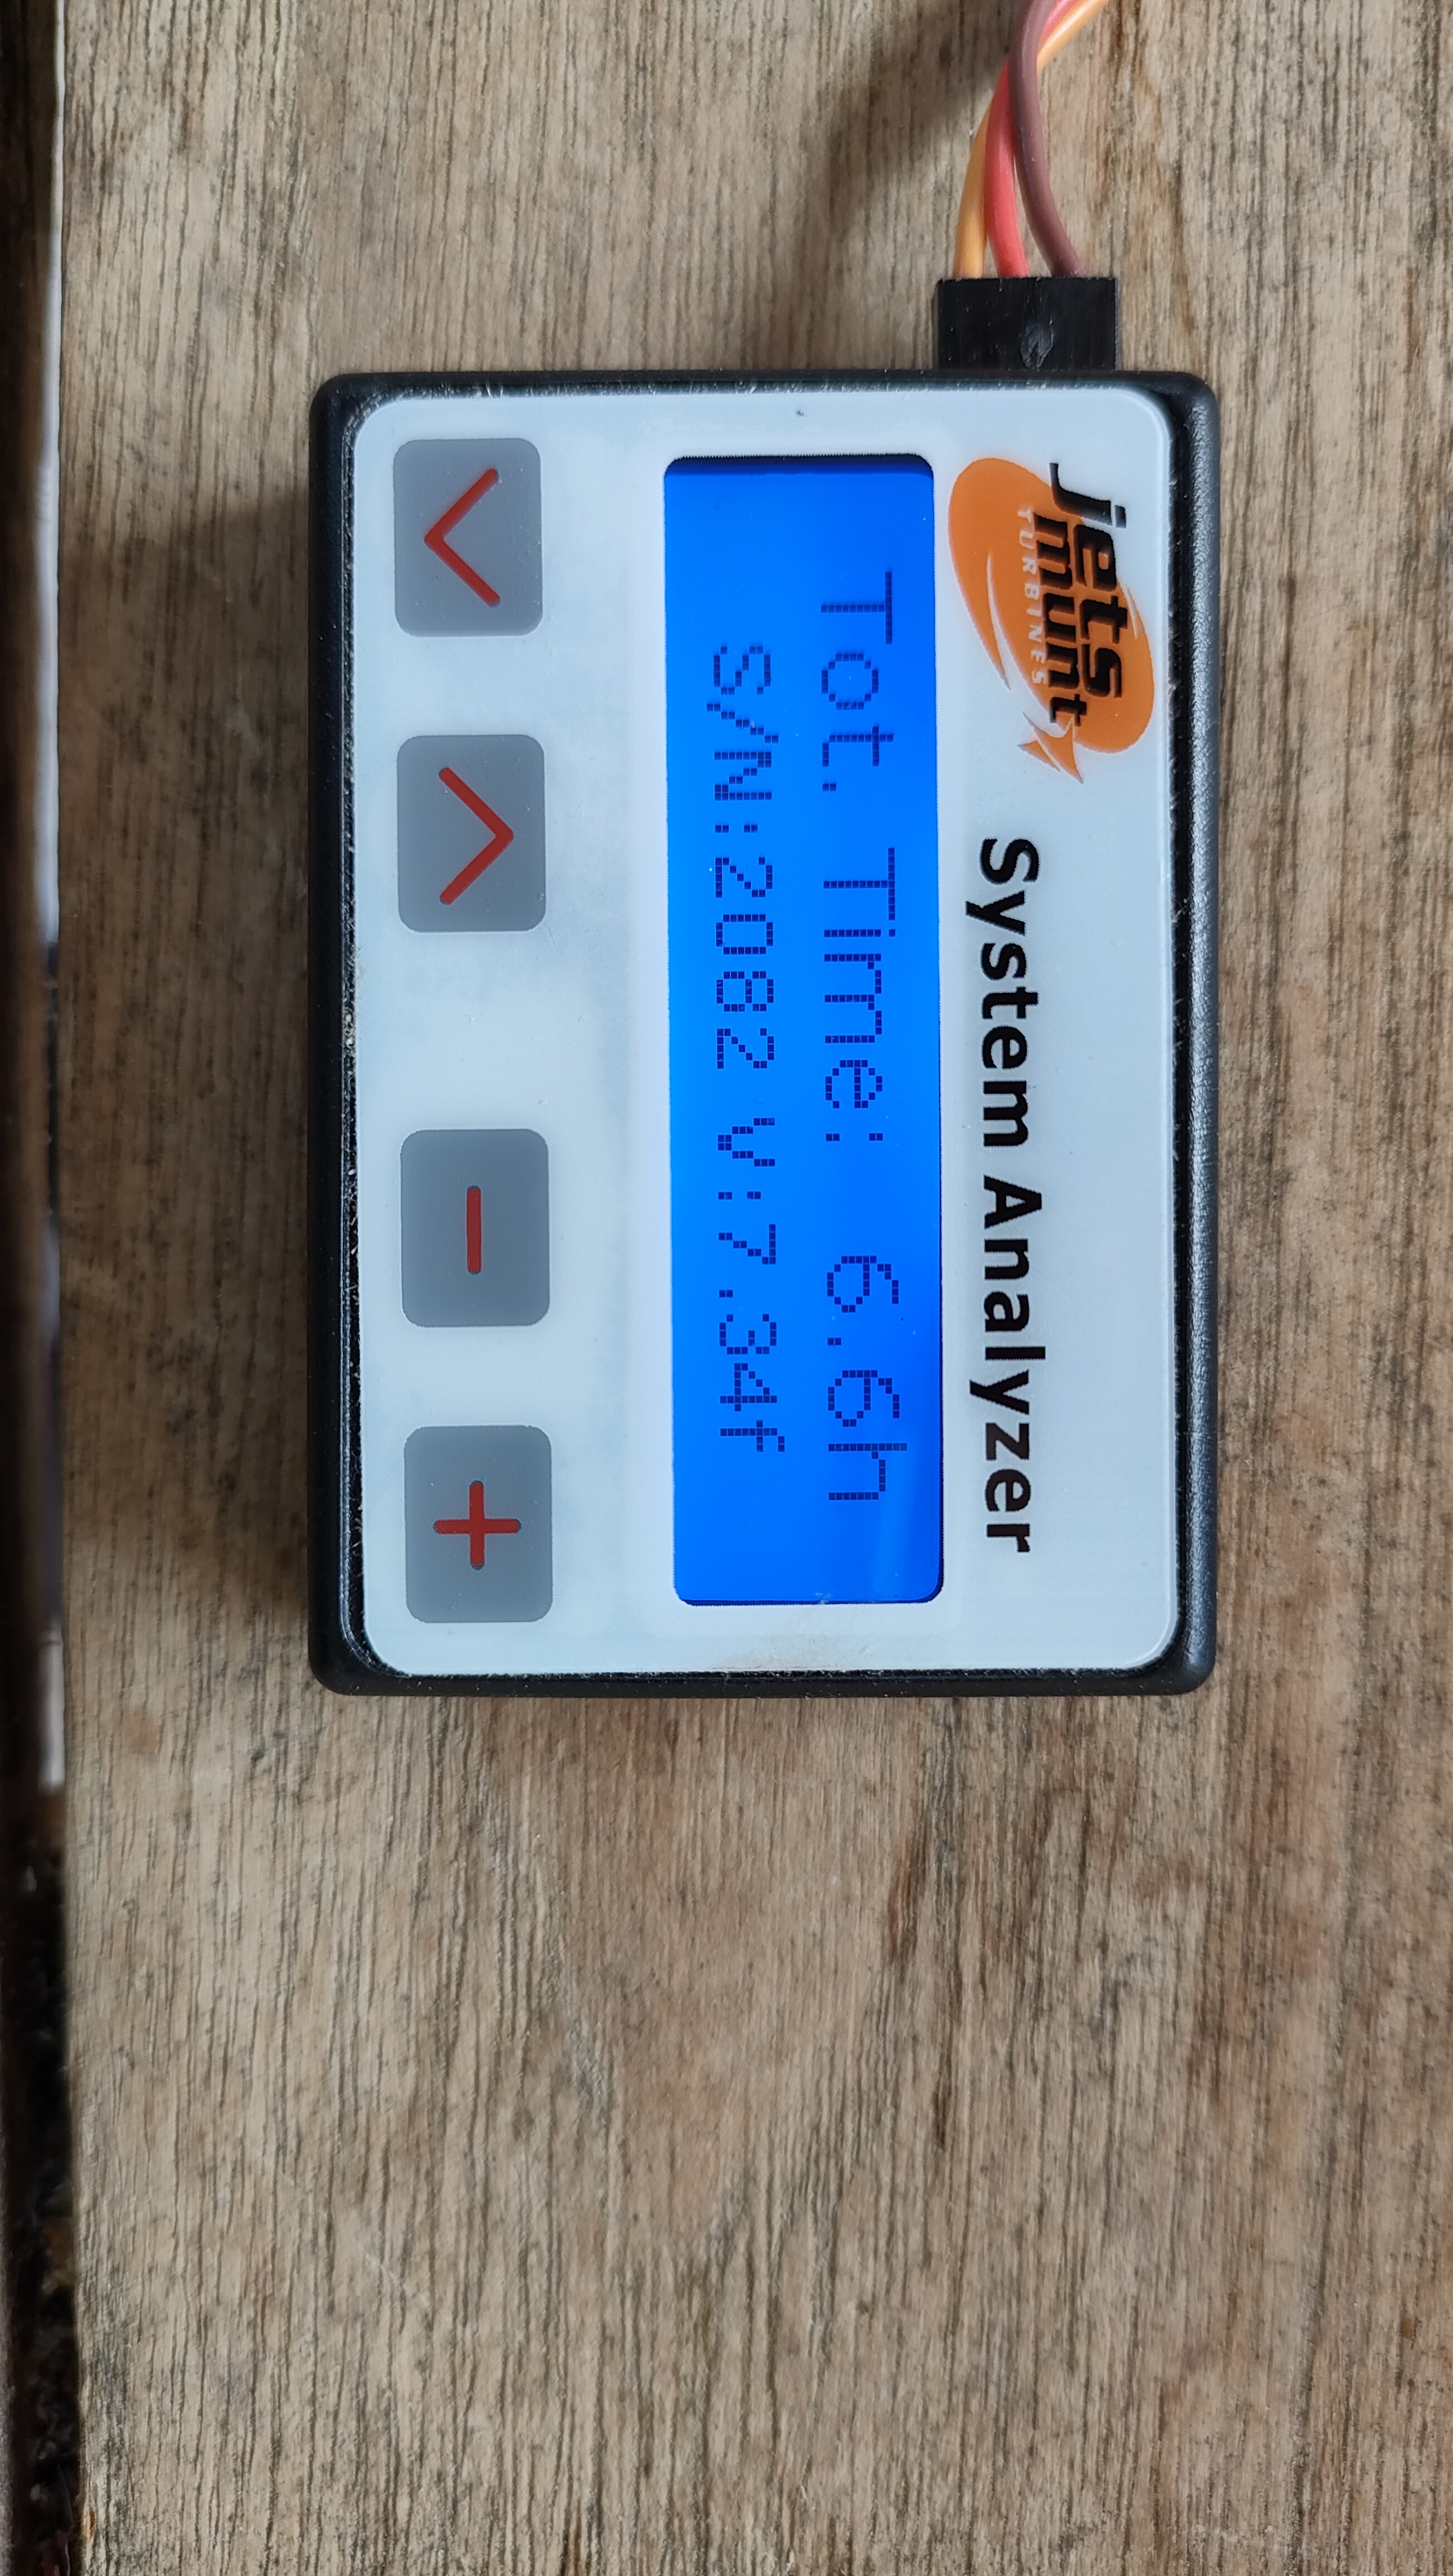 jets
munt
TURBINES
System Analyzer
Tot. Time: 6.6h
S/N:2082 V:7.34f